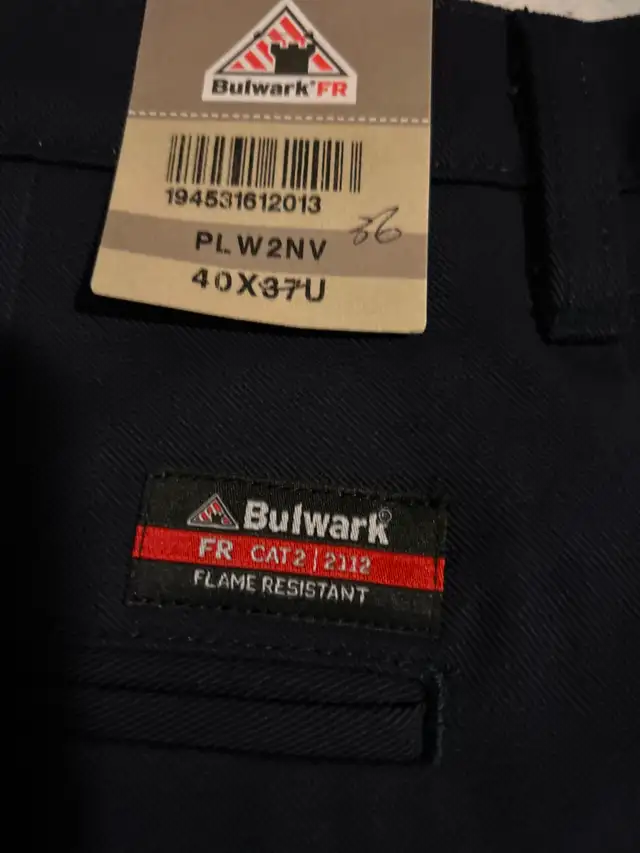 Bulwark®FR
194531612013
PLW2NV
36
40X37U
Bulwark®
FR CAT2 | 2112
FLAME RESISTANT